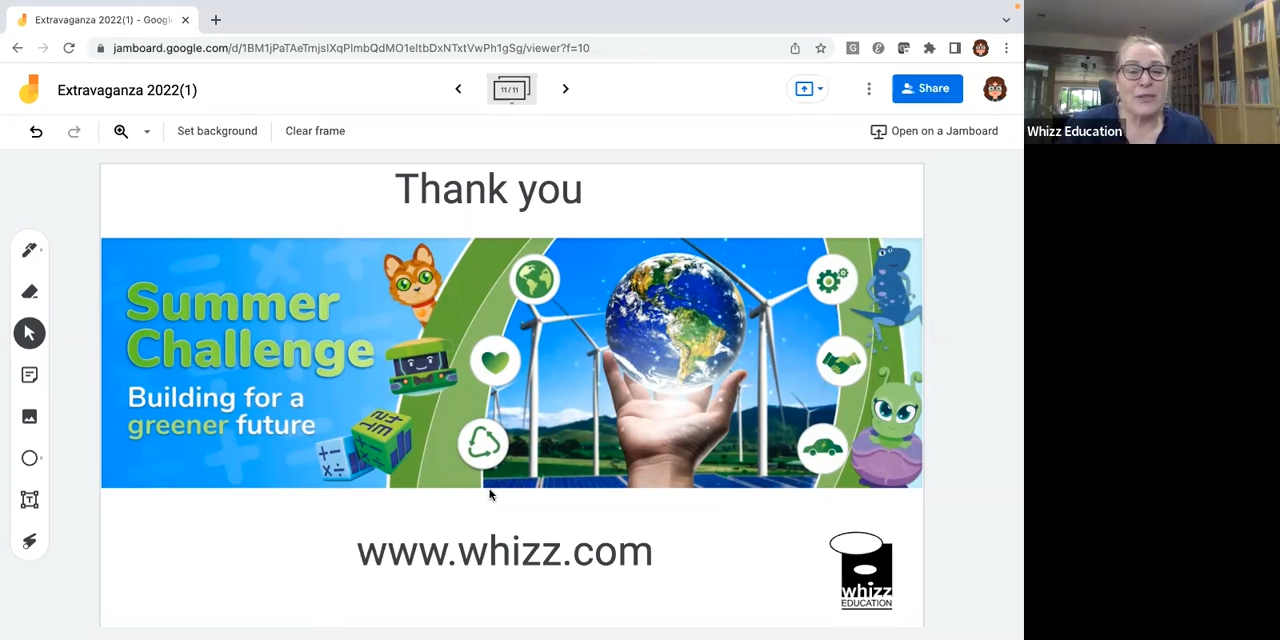 Extravaganza 2022(1) - Googl
jamboard.google.com/d/1BM1jPaTAeTmjslXqPlmbQdMO1eltbDxNTxtVwPh1gSg/viewer?f=10
Extravaganza 2022(1)
11 / 11
Share
Set background
Clear frame
Open on a Jamboard
Whizz Education
Thank you
Summer
Challenge
Building for a
greener future
www.whizz.com
whizz
EDUCATION